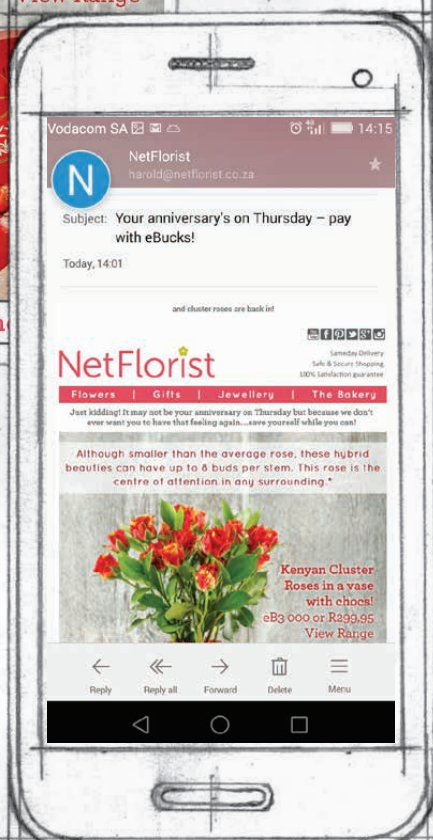 View Range
Vodacom SA
4G
14:15
N
NetFlorist
harold@netflorist.co.za
Subject: Your anniversary's on Thursday – pay
with eBucks!
Today, 14:01
and cluster roses are back in!
Sameday Delivery
Safe & Secure Shopping
100% Satisfaction guarantee
NetFlorist
Flowers | Gifts | Jewellery | The Bakery
Just kidding! It may not be your anniversary on Thursday but because we don't
ever want you to have that feeling again....save yourself while you can!
Although smaller than the average rose, these hybrid
beauties can have up to 8 buds per stem. This rose is the
centre of attention in any surrounding.*
Kenyan Cluster
Roses in a vase
with chocs!
eB3 000 or R299,95
View Range
Reply
Reply all
Forward
Delete
Menu